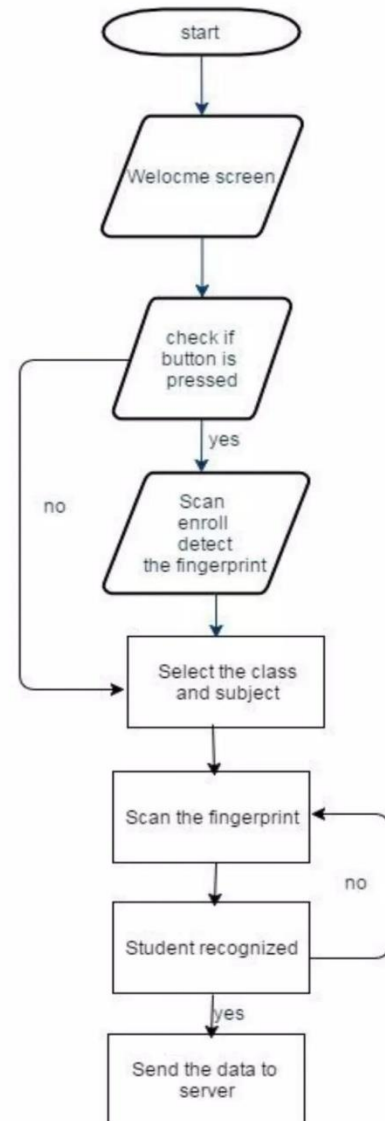 start
Welocme screen
check if
button is
pressed
yes
no
Scan
enroll
detect
the fingerprint
Select the class
and subject
Scan the fingerprint
no
Student recognized
yes
Send the data to
server